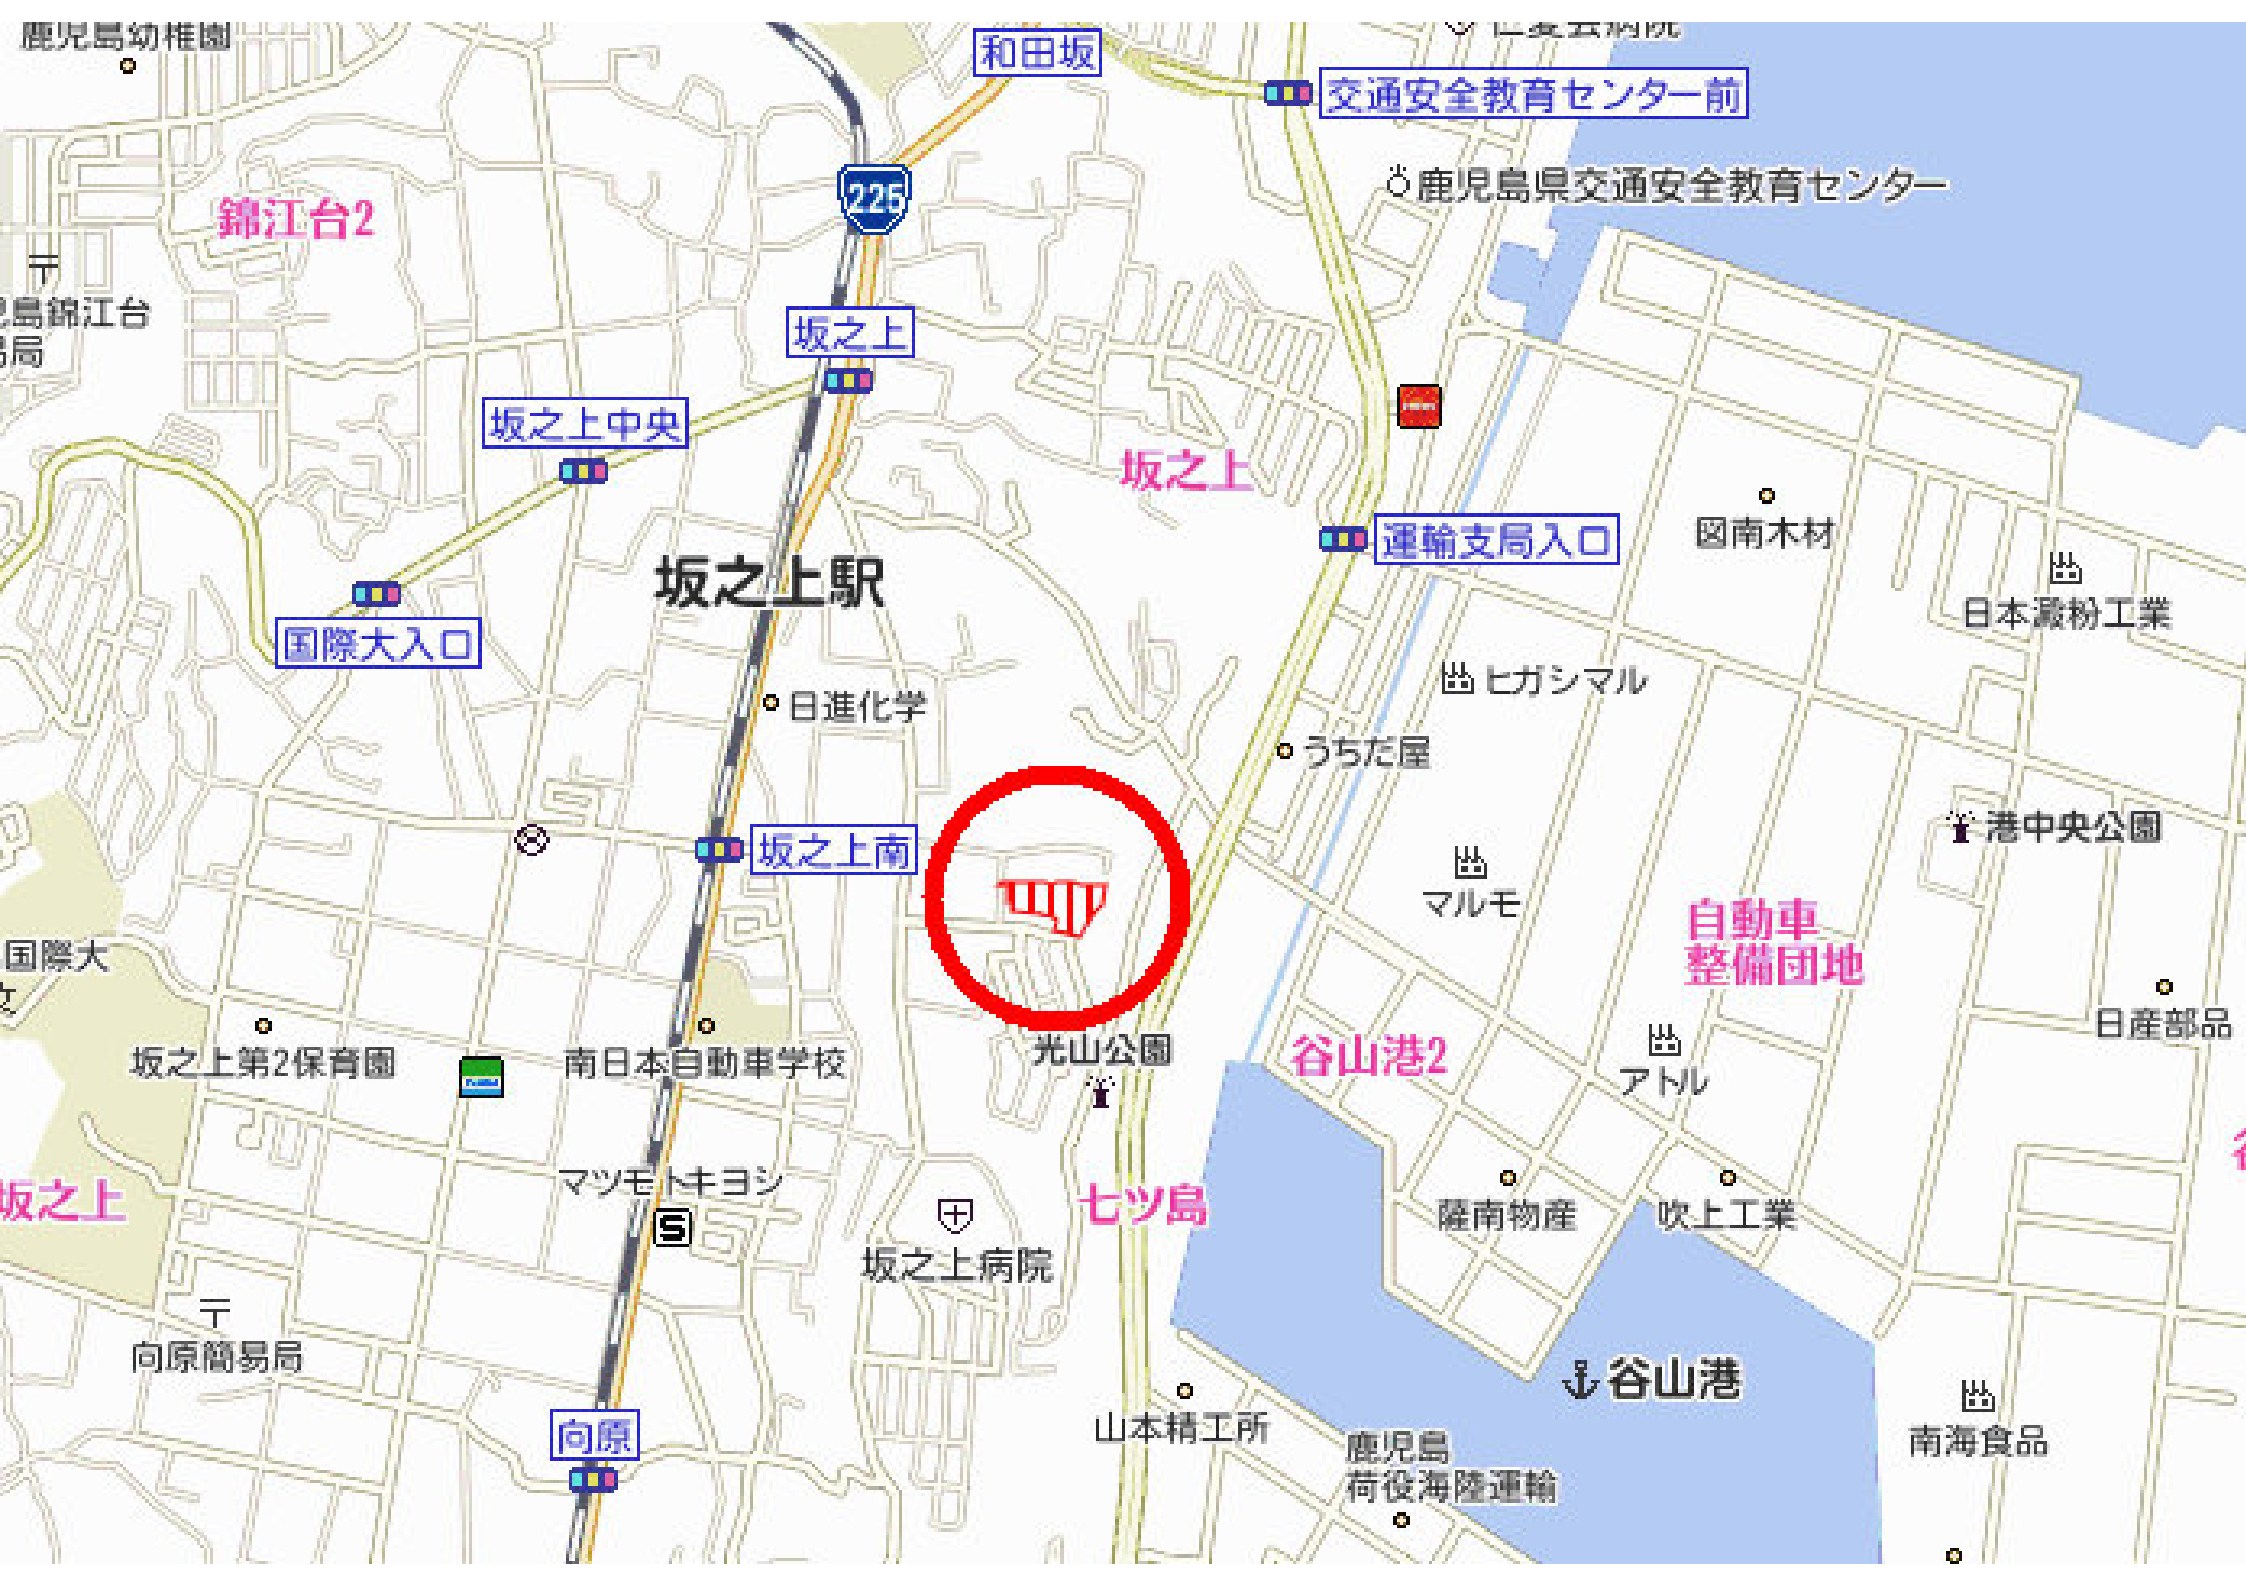 鹿児島幼稚園
和田坂
交通安全教育センター前
鹿児島県交通安全教育センター
225
錦江台2
児島錦江台
易局
坂之上
坂之上中央
坂之上
運輸支局入口
図南木材
坂之上駅
日本澱粉工業
国際大入口
ヒガシマル
日進化学
うちだ屋
港中央公園
坂之上南
マルモ
自動車
整備団地
国際大
日産部品
坂之上第2保育園
南日本自動車学校
光山公園
谷山港2
アトル
マツモトキヨシ
S
坂之上
七ツ島
薩南物産
吹上工業
坂之上病院
向原簡易局
谷山港
向原
山本精工所
鹿児島
荷役海陸運輸
南海食品